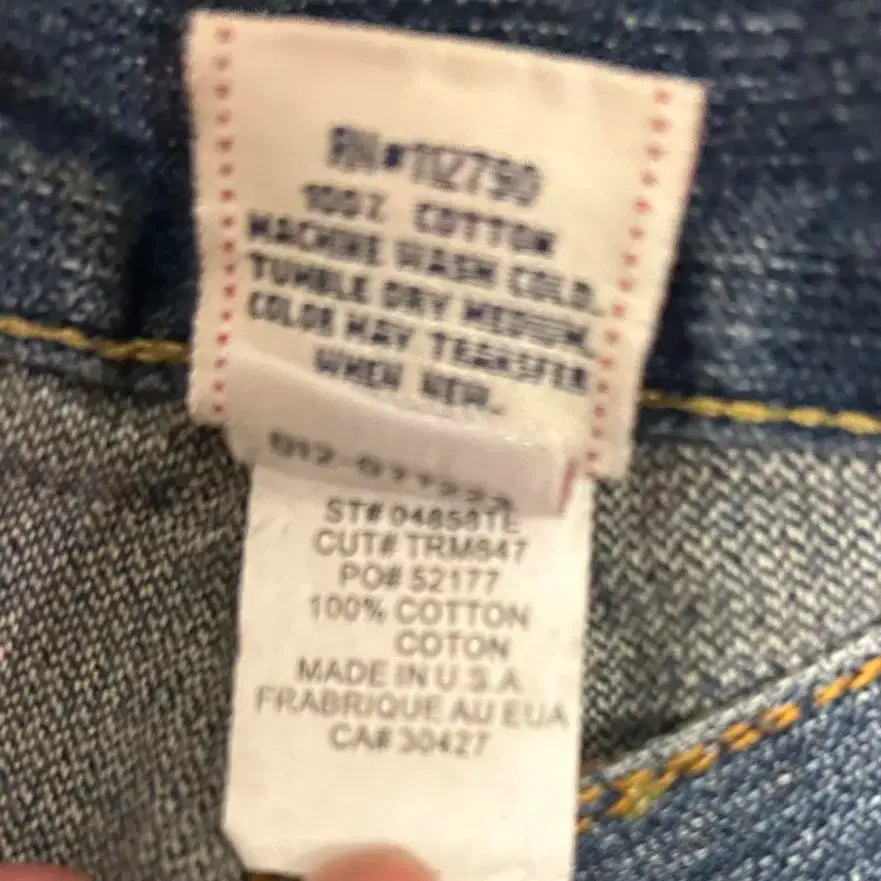 RN#112790
100% COTTON
MACHINE WASH COLD.
TUMBLE DRY MEDIUM.
COLOR MAY TRANSFER
WHEN NEW.
ST# 048581TE
CUT# TRM847
PO# 52177
100% COTTON
COTON
MADE IN U.S.A
FRABRIQUE AU EUA
CA# 30427